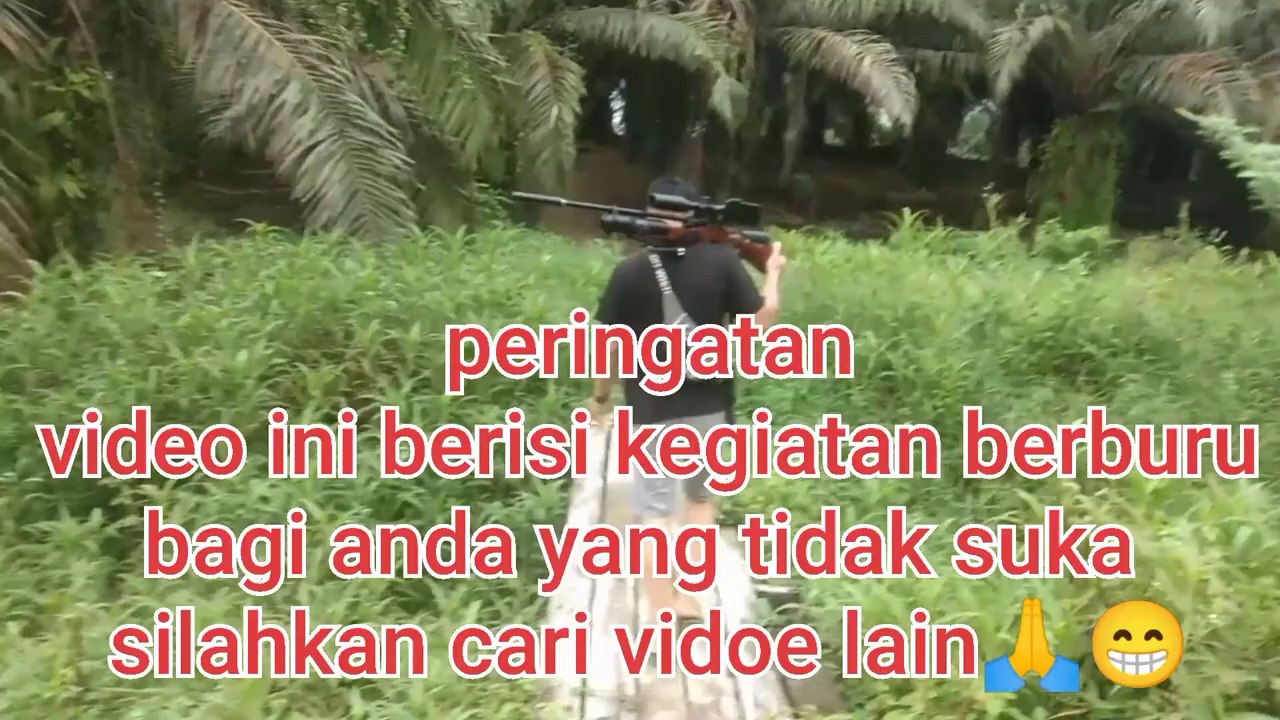 peringatan
video ini berisi kegiatan berburu
bagi anda yang tidak suka
silahkan cari vidoe lain🙏😁